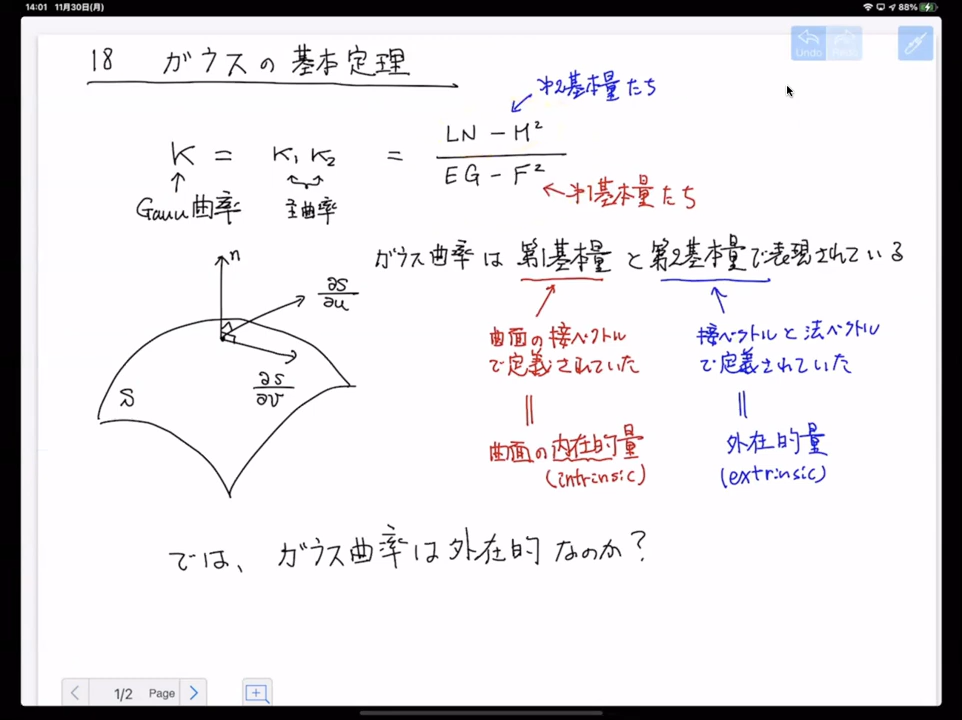 14:01 11月30日(月) 88%
Undo Redo
18 ガウスの基本定理
第2基本量たち
K = K₁ K₂ = LN - M² / EG - F²
Gauss曲率 主曲率
第1基本量たち
ガウス曲率は 第1基本量 と 第2基本量で表現されている
n
∂S/∂u
∂S/∂v
S
曲面の接ベクトル
で定義されていた
接ベクトルと法ベクトル
で定義されていた
||
||
曲面の内在的量
(intrinsic)
外在的量
(extrinsic)
では、ガウス曲率は外在的なのか?
1/2 Page